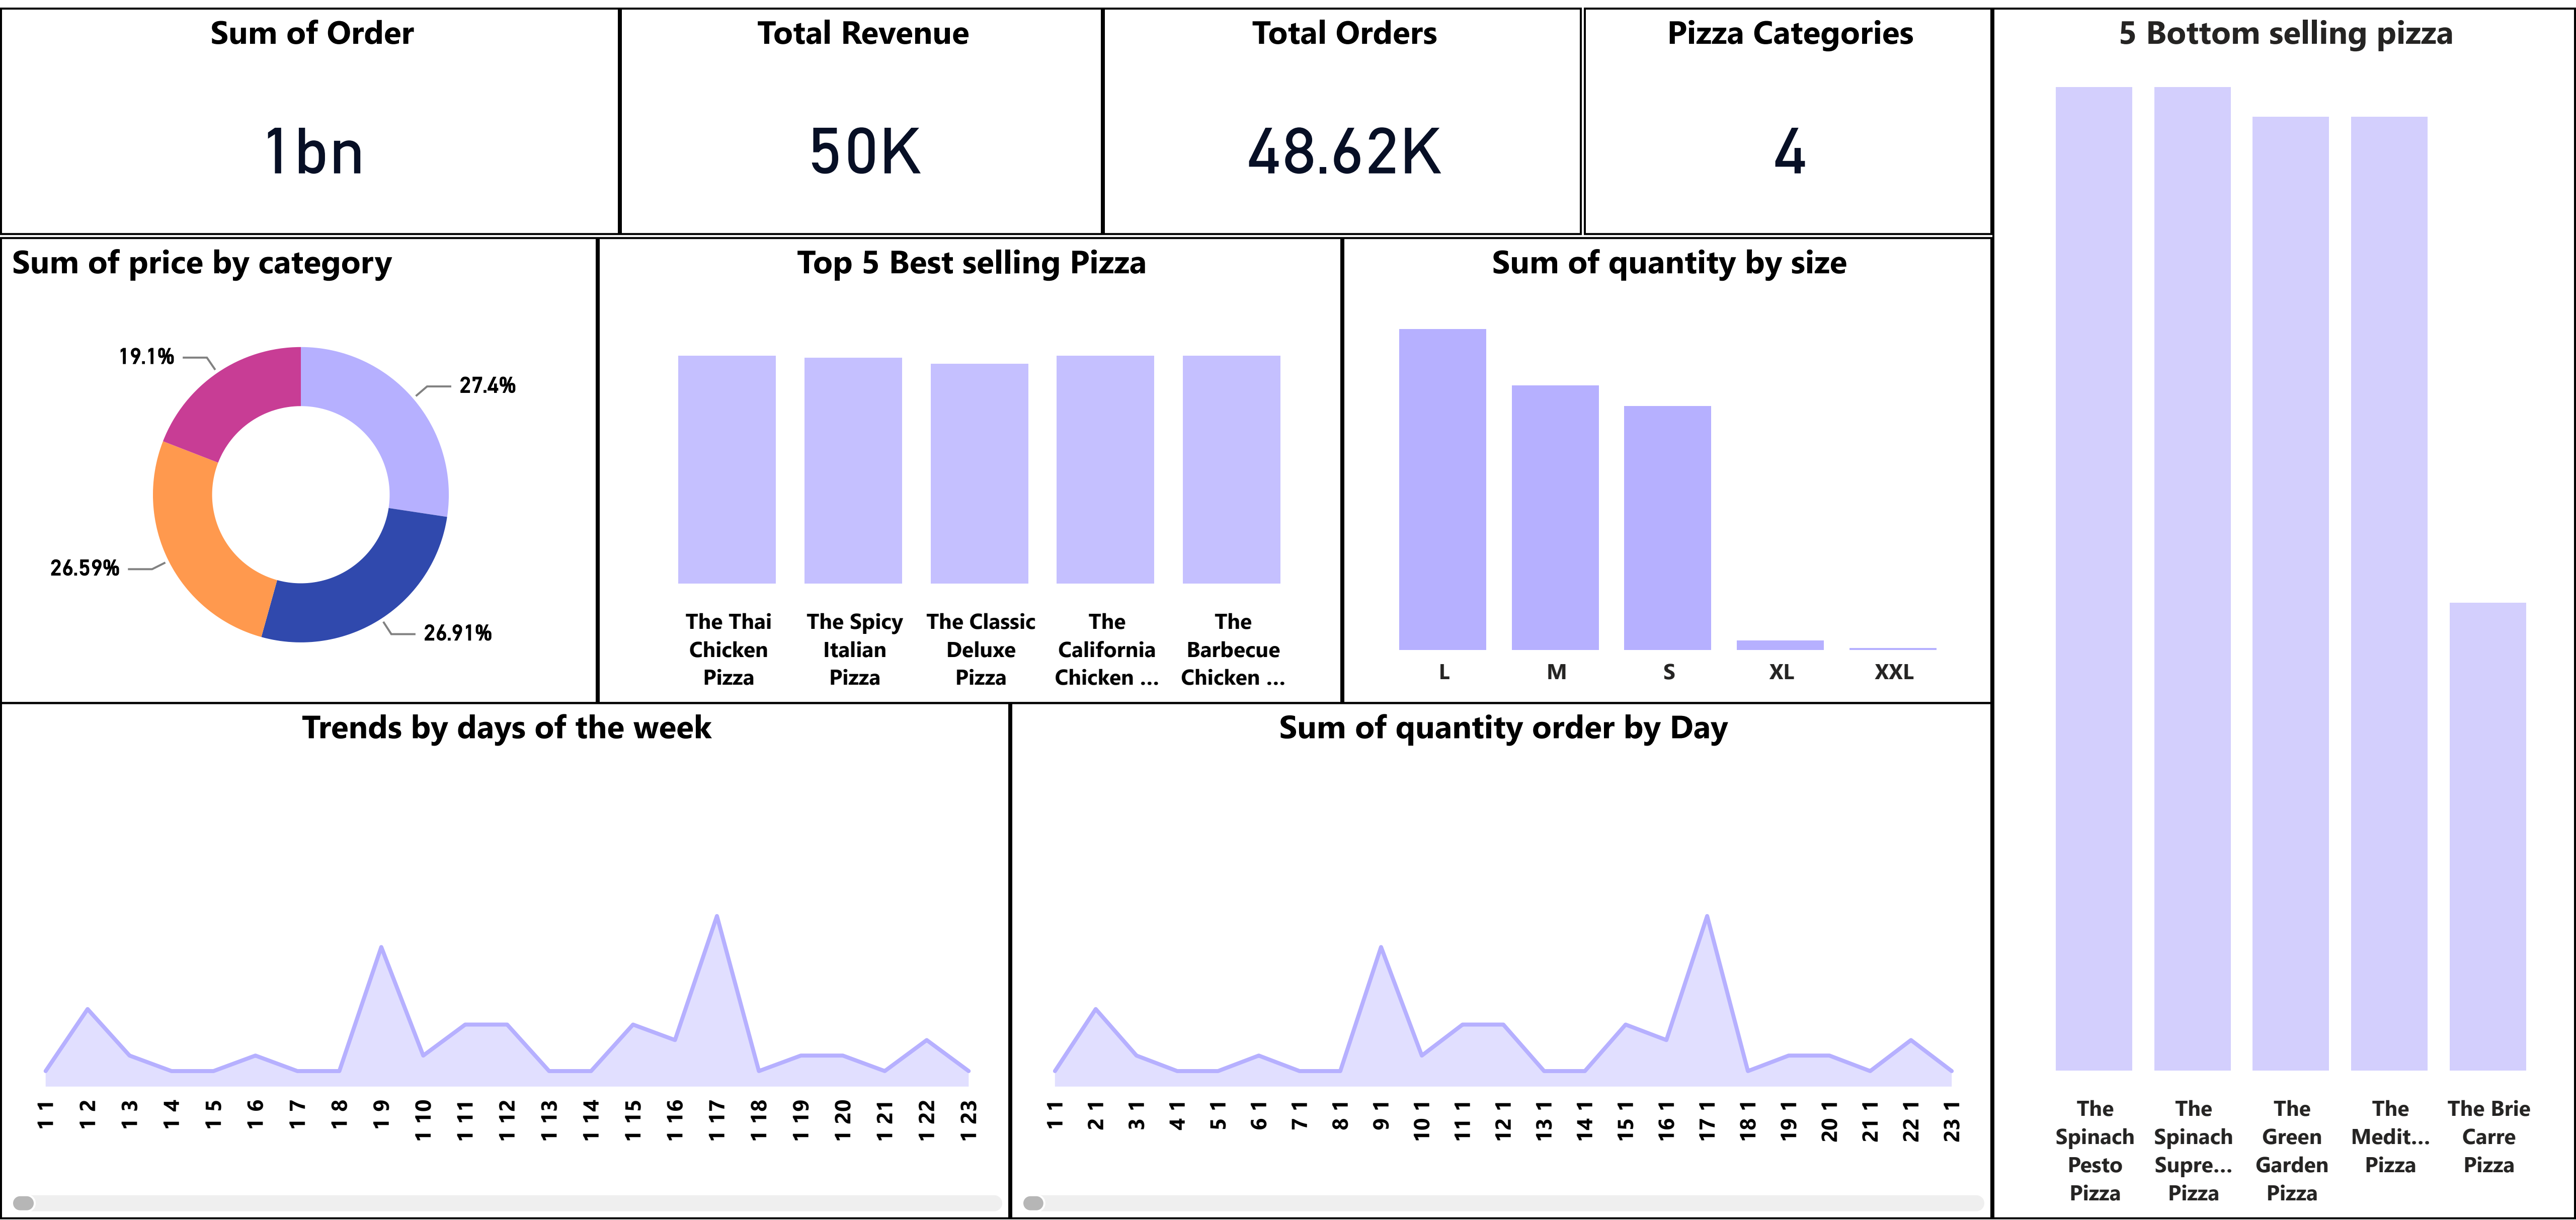 Sum of Order
1bn
Total Revenue
50K
Total Orders
48.62K
Pizza Categories
4
5 Bottom selling pizza
The Spinach Pesto Pizza
The Spinach Supre... Pizza
The Green Garden Pizza
The Medit... Pizza
The Brie Carre Pizza
Sum of price by category
19.1%
27.4%
26.59%
26.91%
Top 5 Best selling Pizza
The Thai Chicken Pizza
The Spicy Italian Pizza
The Classic Deluxe Pizza
The California Chicken ...
The Barbecue Chicken ...
Sum of quantity by size
L
M
S
XL
XXL
Trends by days of the week
1 1
1 2
1 3
1 4
1 5
1 6
1 7
1 8
1 9
1 10
1 11
1 12
1 13
1 14
1 15
1 16
1 17
1 18
1 19
1 20
1 21
1 22
1 23
Sum of quantity order by Day
1 1
2 1
3 1
4 1
5 1
6 1
7 1
8 1
9 1
10 1
11 1
12 1
13 1
14 1
15 1
16 1
17 1
18 1
19 1
20 1
21 1
22 1
23 1